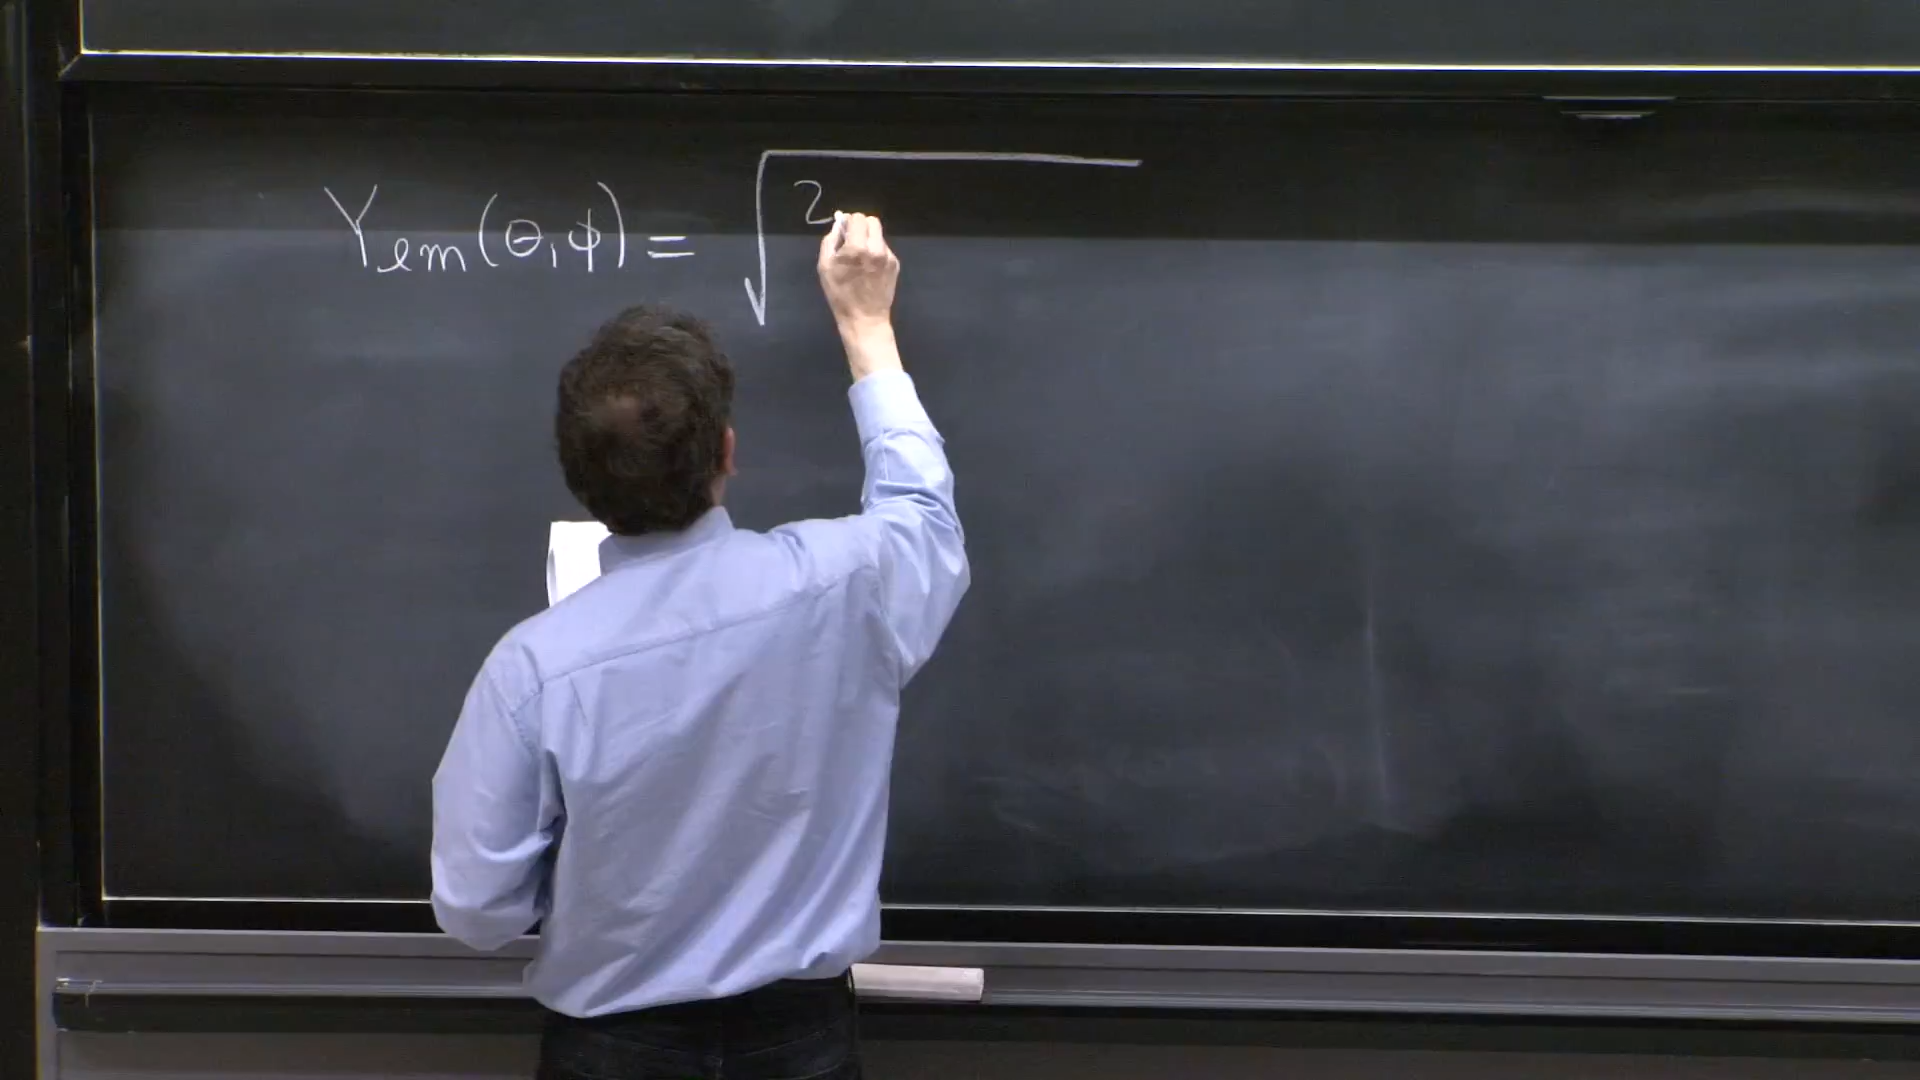 Yℓm(θ,φ) = √2